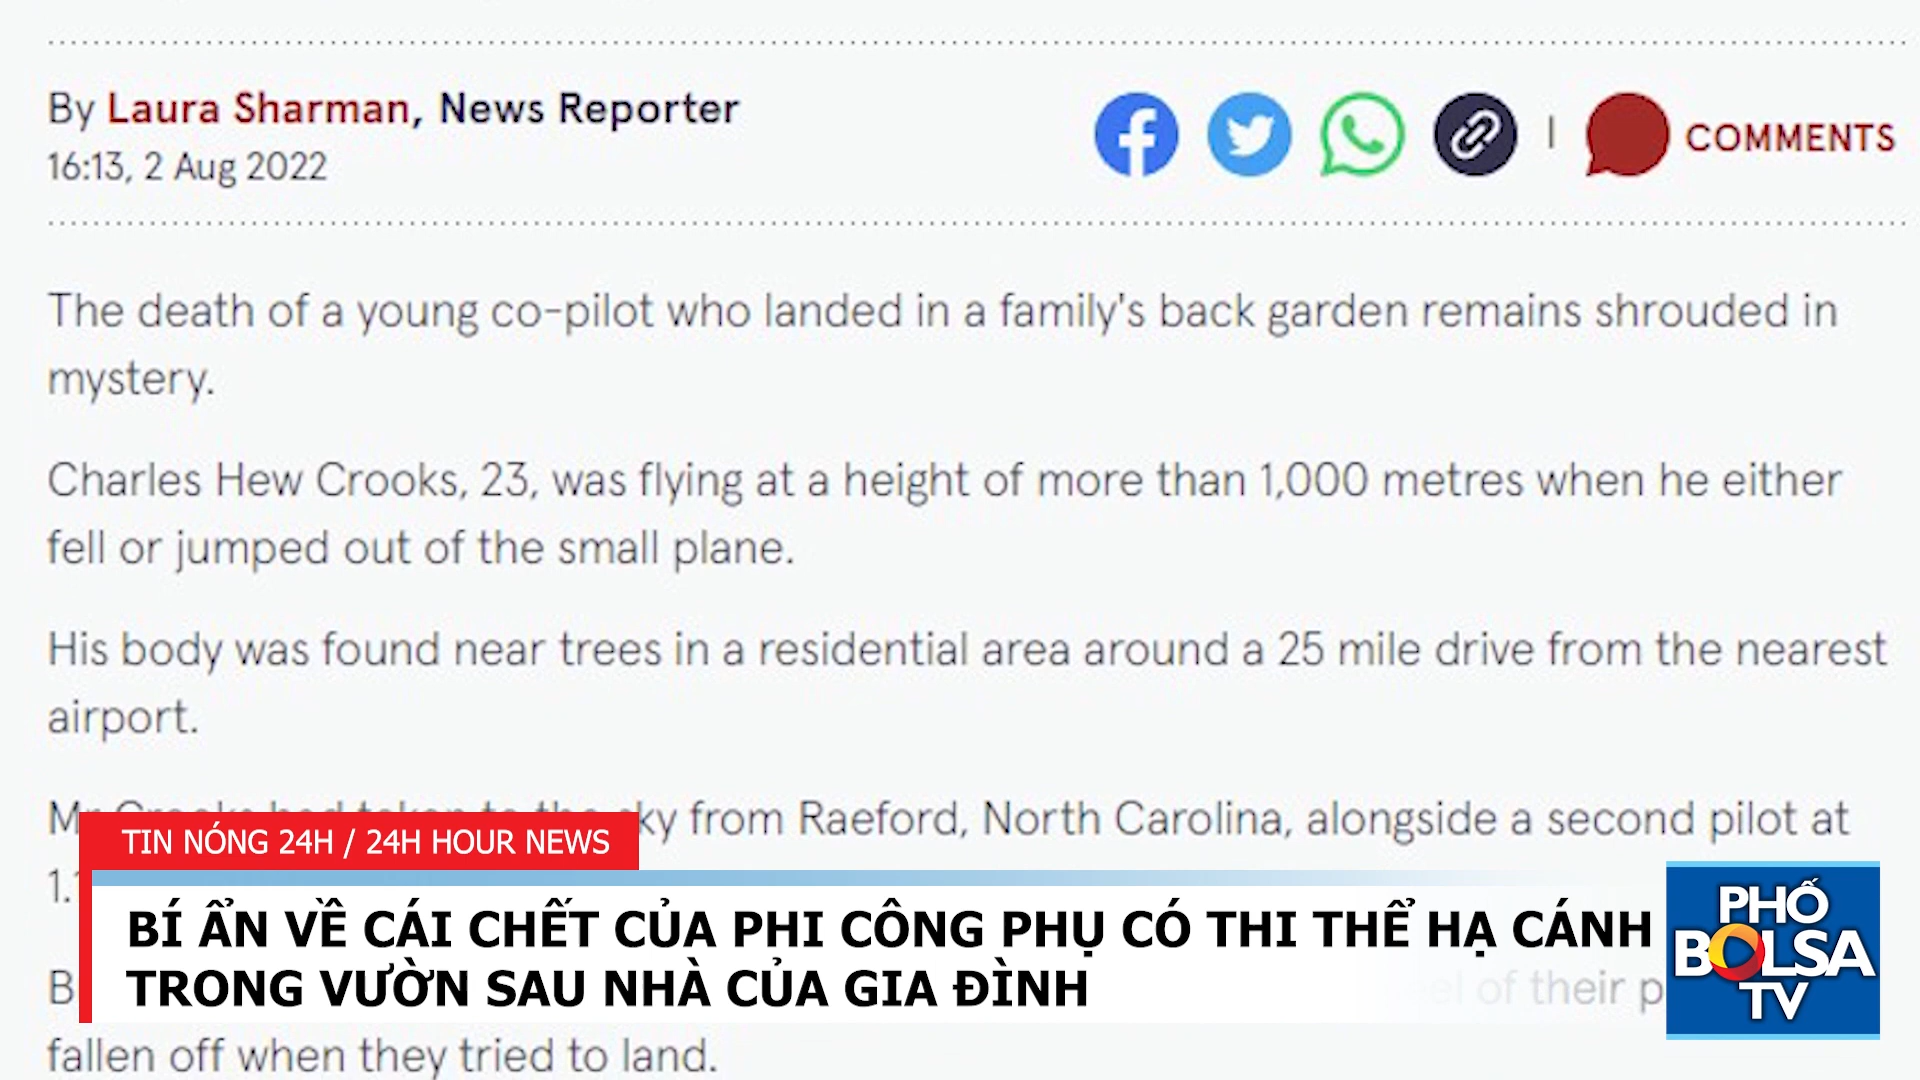 By Laura Sharman, News Reporter
16:13, 2 Aug 2022
COMMENTS
The death of a young co-pilot who landed in a family's back garden remains shrouded in
mystery.
Charles Hew Crooks, 23, was flying at a height of more than 1,000 metres when he either
fell or jumped out of the small plane.
His body was found near trees in a residential area around a 25 mile drive from the nearest
airport.
from Raeford, North Carolina, alongside a second pilot at
TIN NÓNG 24H / 24H HOUR NEWS
BÍ ẨN VỀ CÁI CHẾT CỦA PHI CÔNG PHỤ CÓ THI THỂ HẠ CÁNH
TRONG VƯỜN SAU NHÀ CỦA GIA ĐÌNH
of their
fallen off when they tried to land.
PHỐ
BOLSA
TV